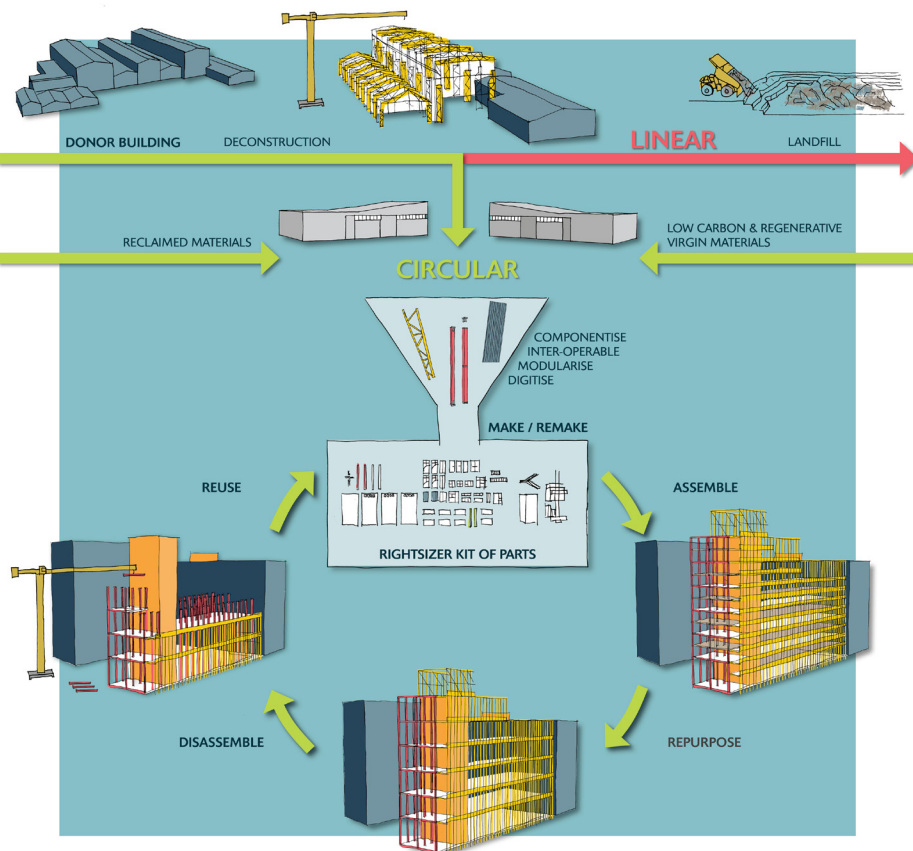 DONOR BUILDING
DECONSTRUCTION
LINEAR
LANDFILL
RECLAIMED MATERIALS
LOW CARBON & REGENERATIVE
VIRGIN MATERIALS
CIRCULAR
COMPONENTISE
INTER-OPERABLE
MODULARISE
DIGITISE
MAKE / REMAKE
REUSE
ASSEMBLE
RIGHTSIZER KIT OF PARTS
DISASSEMBLE
REPURPOSE